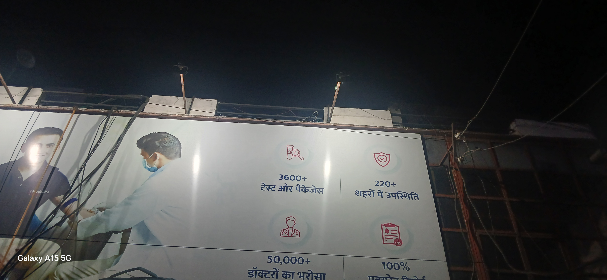 3600+
टेस्ट और पैकेजेस
220+
शहरों में उपस्थिति
50,000+
डॉक्टरों का भरोसा
100%
Galaxy A15 5G